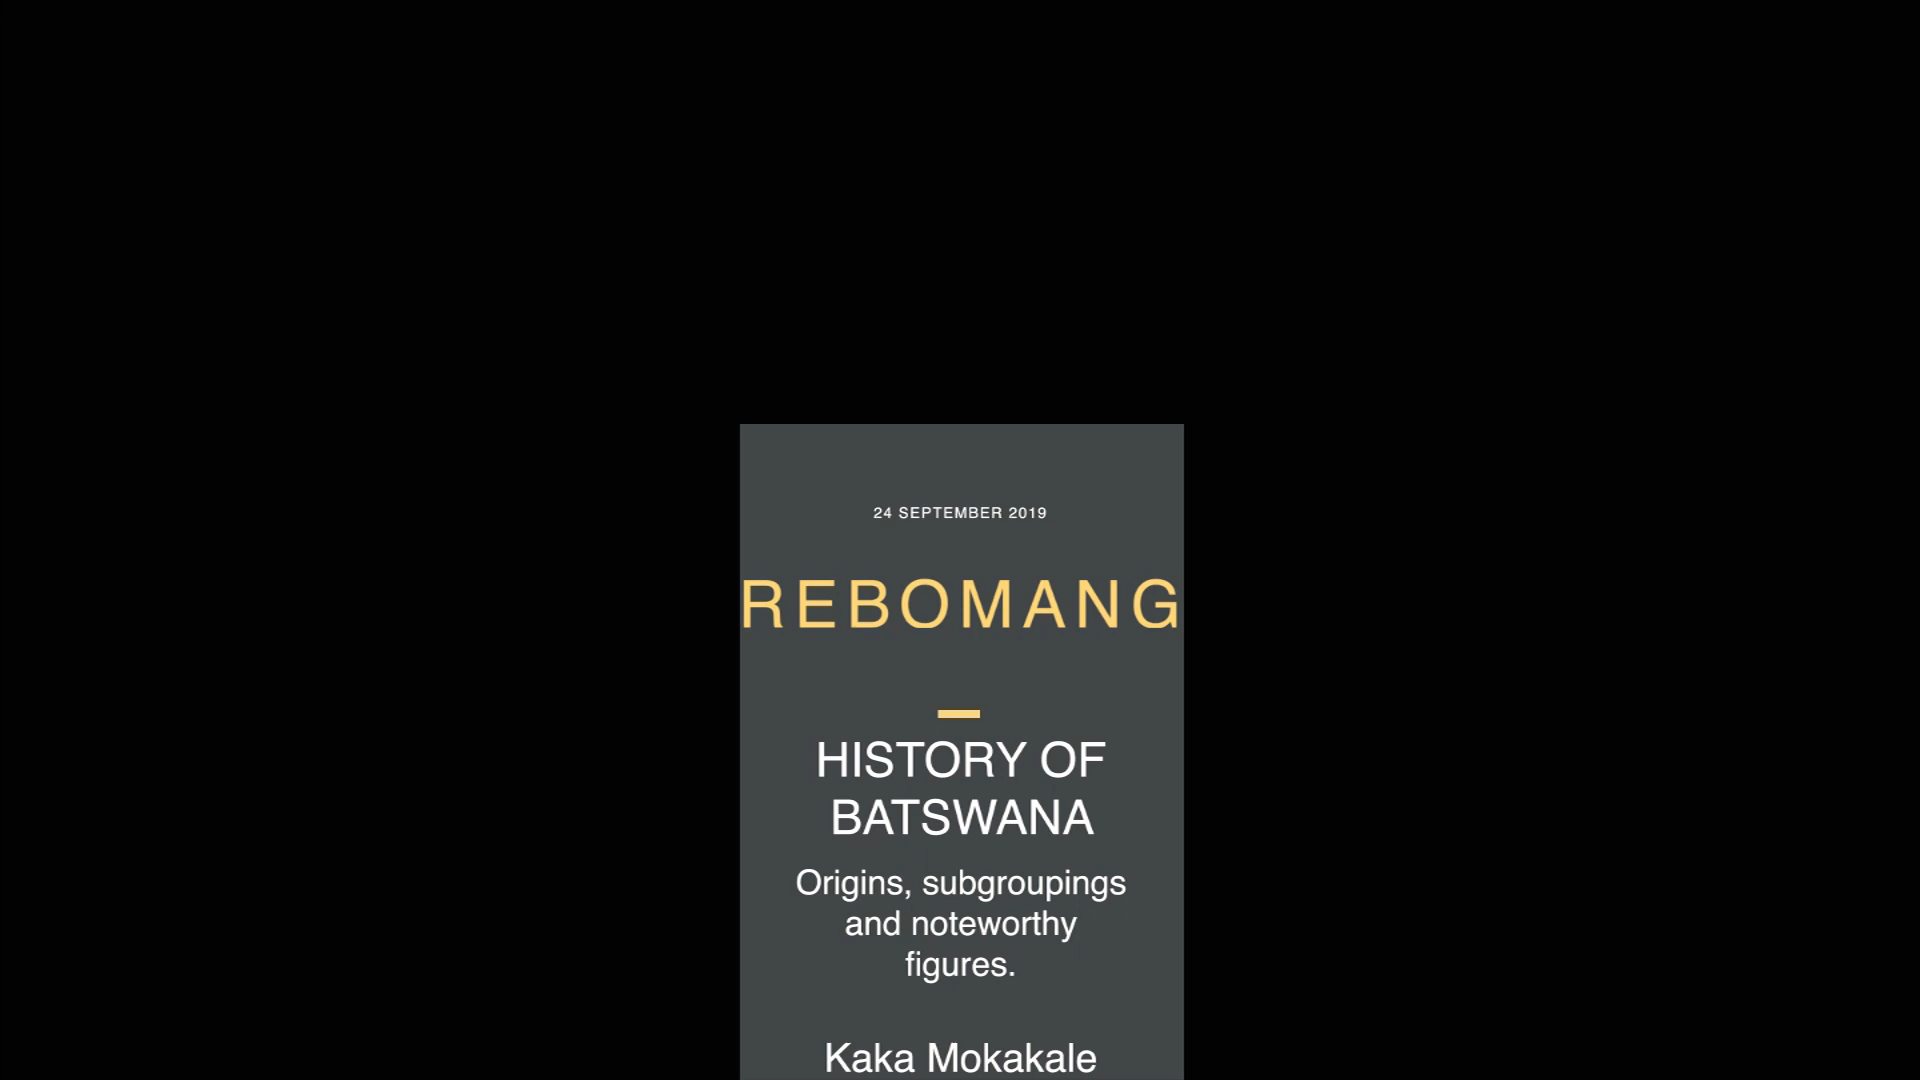 24 SEPTEMBER 2019
REBOMANG
HISTORY OF
BATSWANA
Origins, subgroupings
and noteworthy
figures.
Kaka Mokakale